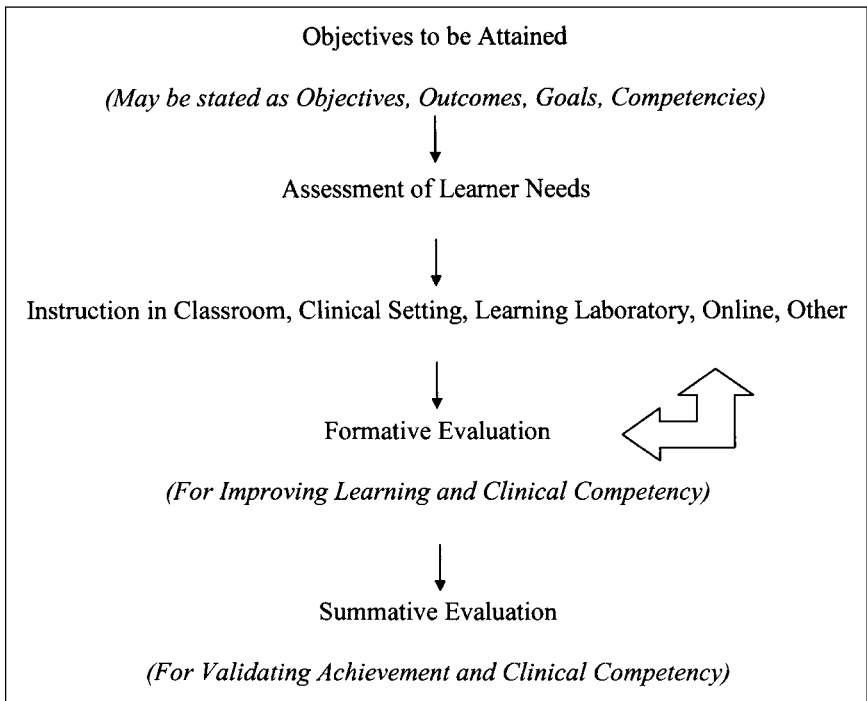 Objectives to be Attained
(May be stated as Objectives, Outcomes, Goals, Competencies)
Assessment of Learner Needs
Instruction in Classroom, Clinical Setting, Learning Laboratory, Online, Other
Formative Evaluation
(For Improving Learning and Clinical Competency)
Summative Evaluation
(For Validating Achievement and Clinical Competency)